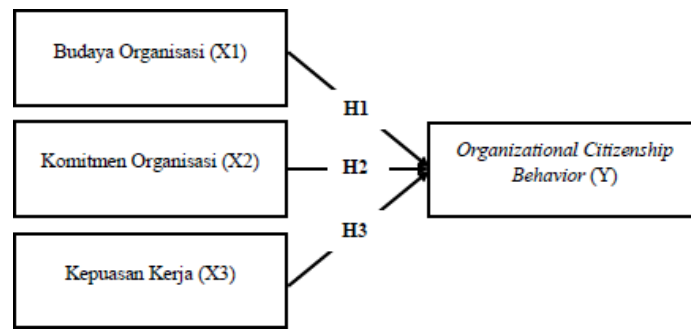 Budaya Organisasi (X1)
H1
Komitmen Organisasi (X2)
H2
Organizational Citizenship
Behavior (Y)
H3
Kepuasan Kerja (X3)